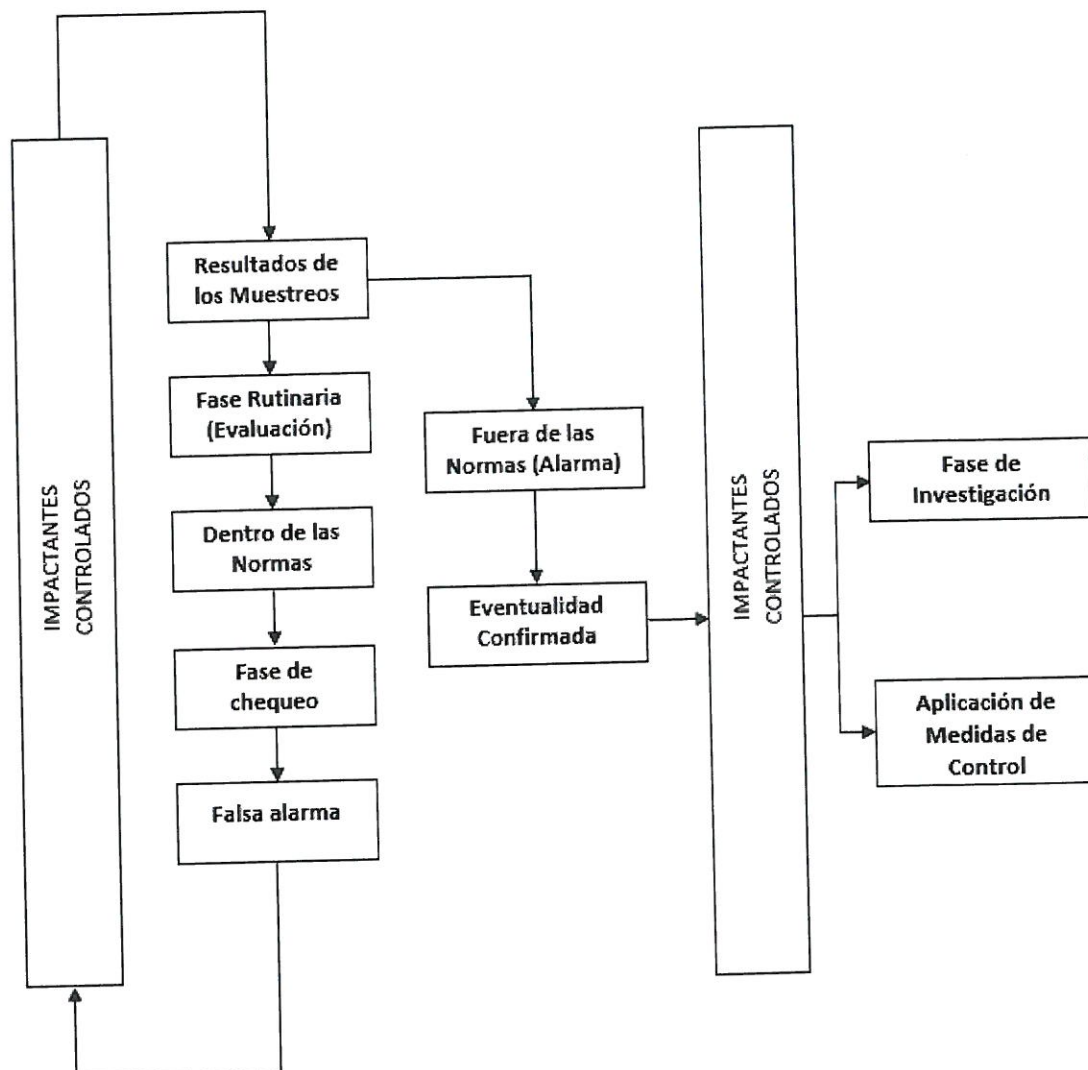 IMPACTANTES
CONTROLADOS
Resultados de
los Muestreos
Fase Rutinaria
(Evaluación)
Dentro de las
Normas
Fase de
chequeo
Falsa alarma
Fuera de las
Normas (Alarma)
Eventualidad
Confirmada
IMPACTANTES
CONTROLADOS
Fase de
Investigación
Aplicación de
Medidas de
Control